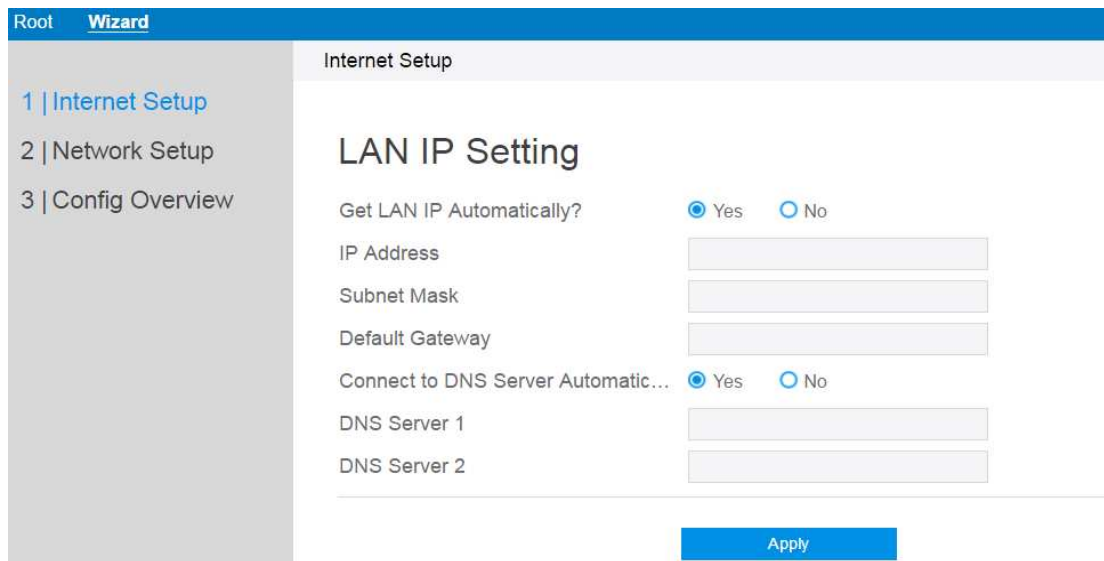 Root Wizard
Internet Setup
1 | Internet Setup
2 | Network Setup
3 | Config Overview
LAN IP Setting
Get LAN IP Automatically? Yes No
IP Address
Subnet Mask
Default Gateway
Connect to DNS Server Automatic... Yes No
DNS Server 1
DNS Server 2
Apply